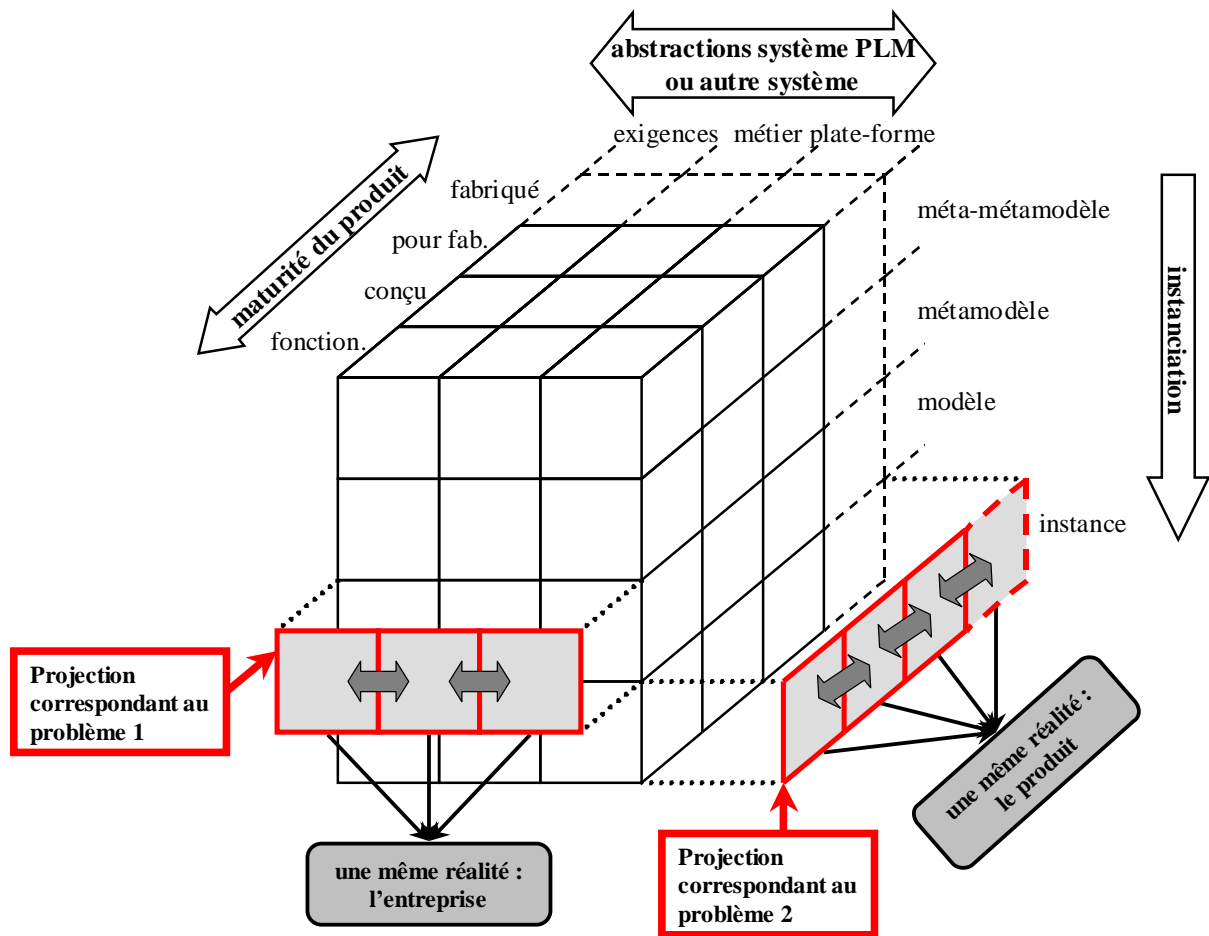 abstractions système PLM
ou autre système
exigences métier plate-forme
maturité du produit
fabriqué
pour fab.
conçu
fonction.
méta-métamodèle
métamodèle
modèle
instance
instanciation
Projection
correspondant au
problème 1
une même réalité :
l'entreprise
Projection
correspondant au
problème 2
une même réalité :
le produit